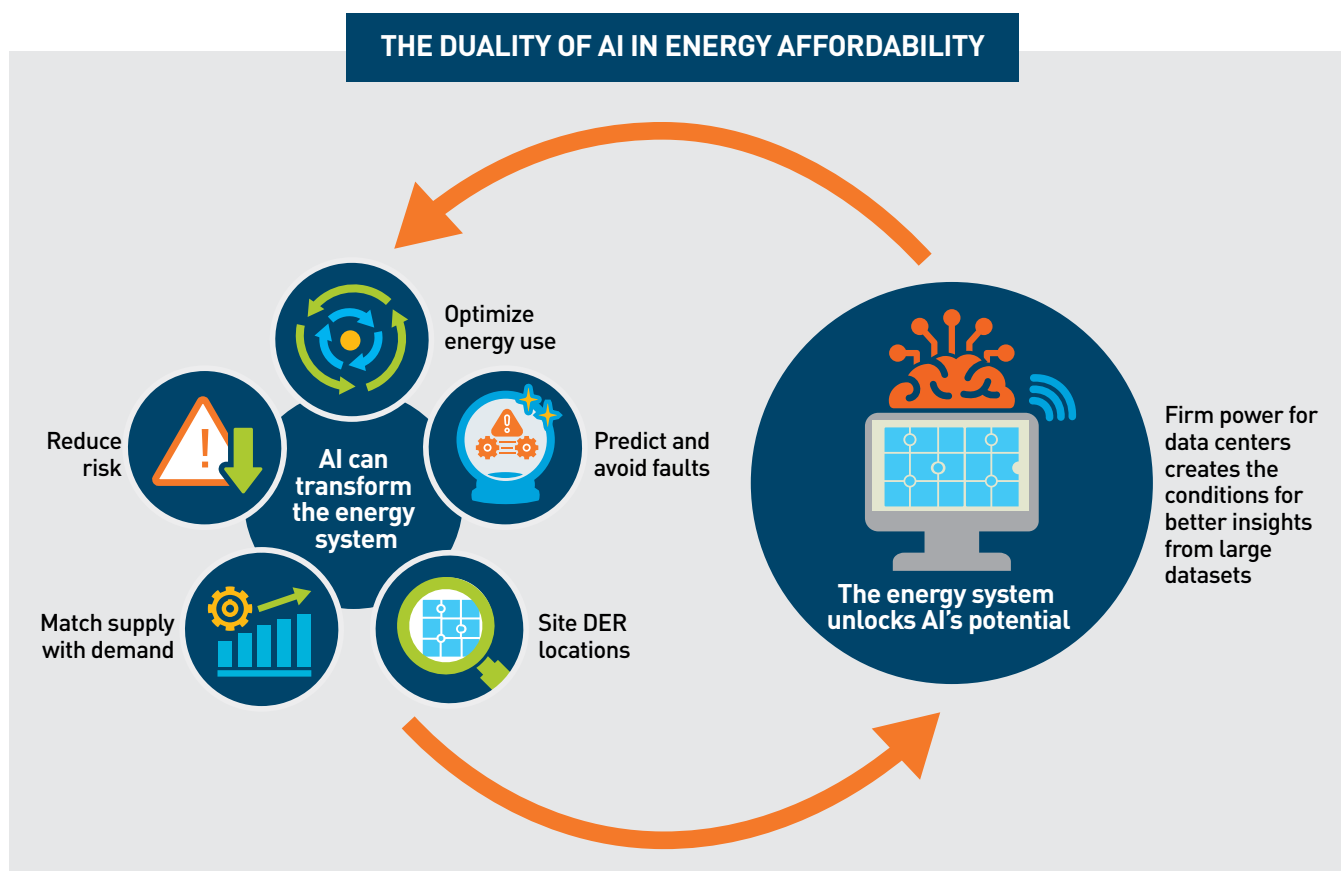 THE DUALITY OF AI IN ENERGY AFFORDABILITY
Optimize
energy use
Predict and
avoid faults
Reduce
risk
AI can
transform
the energy
system
Match supply
with demand
Site DER
locations
The energy system
unlocks AI’s potential
Firm power for
data centers
creates the
conditions for
better insights
from large
datasets